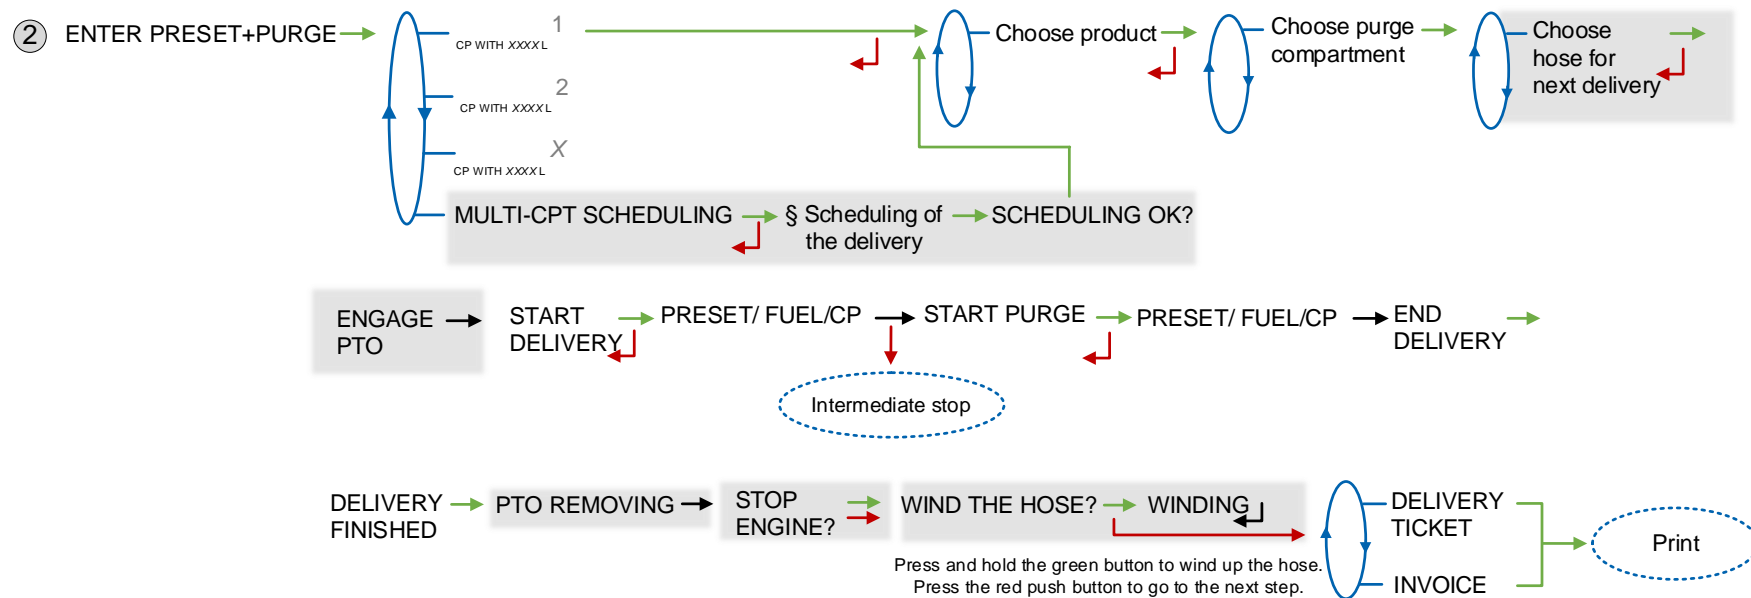 2 ENTER PRESET+PURGE
1
CP WITH XXXX L
2
CP WITH XXXX L
X
CP WITH XXXX L
Choose product
Choose purge
compartment
Choose
hose for
next delivery
MULTI-CPT SCHEDULING
§ Scheduling of
the delivery
SCHEDULING OK?
ENGAGE
PTO
START
DELIVERY
PRESET/ FUEL/CP
START PURGE
PRESET/ FUEL/CP
END
DELIVERY
Intermediate stop
DELIVERY
FINISHED
PTO REMOVING
STOP
ENGINE?
WIND THE HOSE?
WINDING
Press and hold the green button to wind up the hose.
Press the red push button to go to the next step.
DELIVERY
TICKET
INVOICE
Print